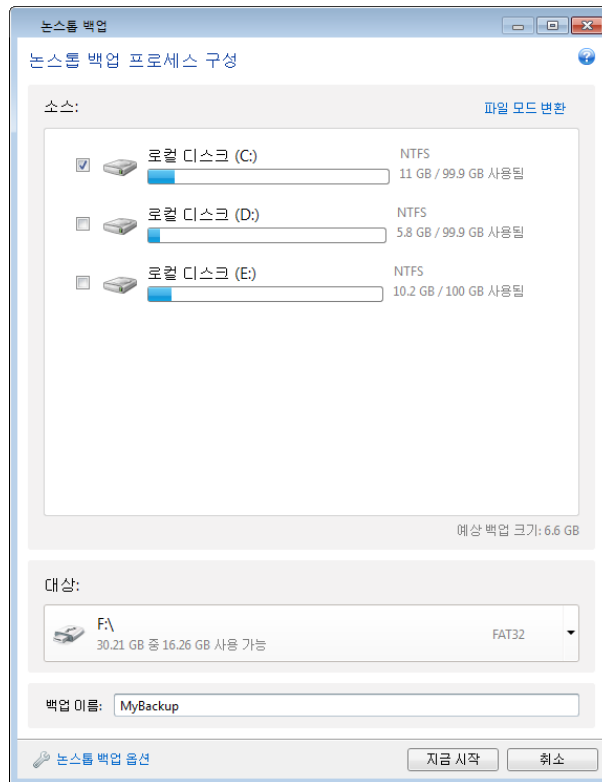 논스톱 백업
논스톱 백업 프로세스 구성
소스:
파일 모드 변환
로컬 디스크 (C:)
NTFS
11 GB / 99.9 GB 사용됨
로컬 디스크 (D:)
NTFS
5.8 GB / 99.9 GB 사용됨
로컬 디스크 (E:)
NTFS
10.2 GB / 100 GB 사용됨
예상 백업 크기: 6.6 GB
대상:
F:\
30.21 GB 중 16.26 GB 사용 가능
FAT32
백업 이름: MyBackup
논스톱 백업 옵션
지금 시작
취소